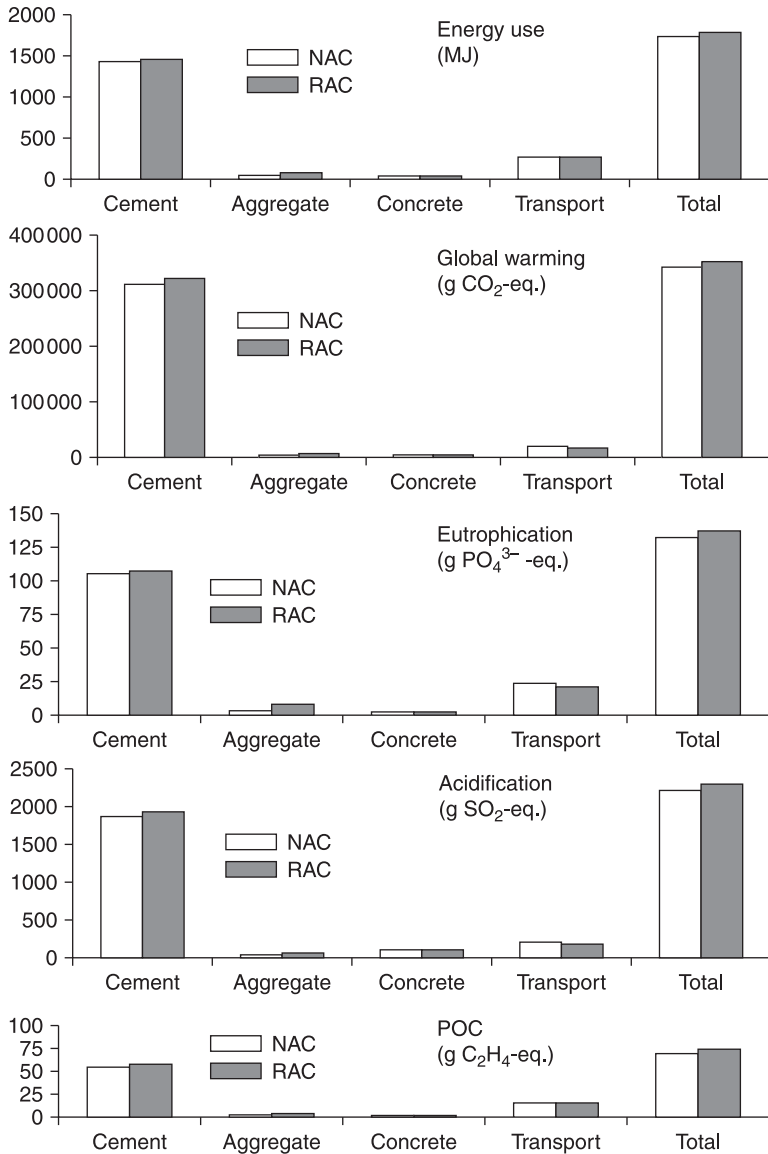 2000
1500
1000
500
0
Energy use
(MJ)
NAC
RAC
Cement Aggregate Concrete Transport Total
400 000
300 000
200 000
100 000
0
Global warming
(g CO₂-eq.)
NAC
RAC
Cement Aggregate Concrete Transport Total
150
125
100
75
50
25
0
Eutrophication
(g PO₄³⁻ -eq.)
NAC
RAC
Cement Aggregate Concrete Transport Total
2500
2000
1500
1000
500
0
Acidification
(g SO₂-eq.)
NAC
RAC
Cement Aggregate Concrete Transport Total
100
75
50
25
0
POC
(g C₂H₄-eq.)
NAC
RAC
Cement Aggregate Concrete Transport Total